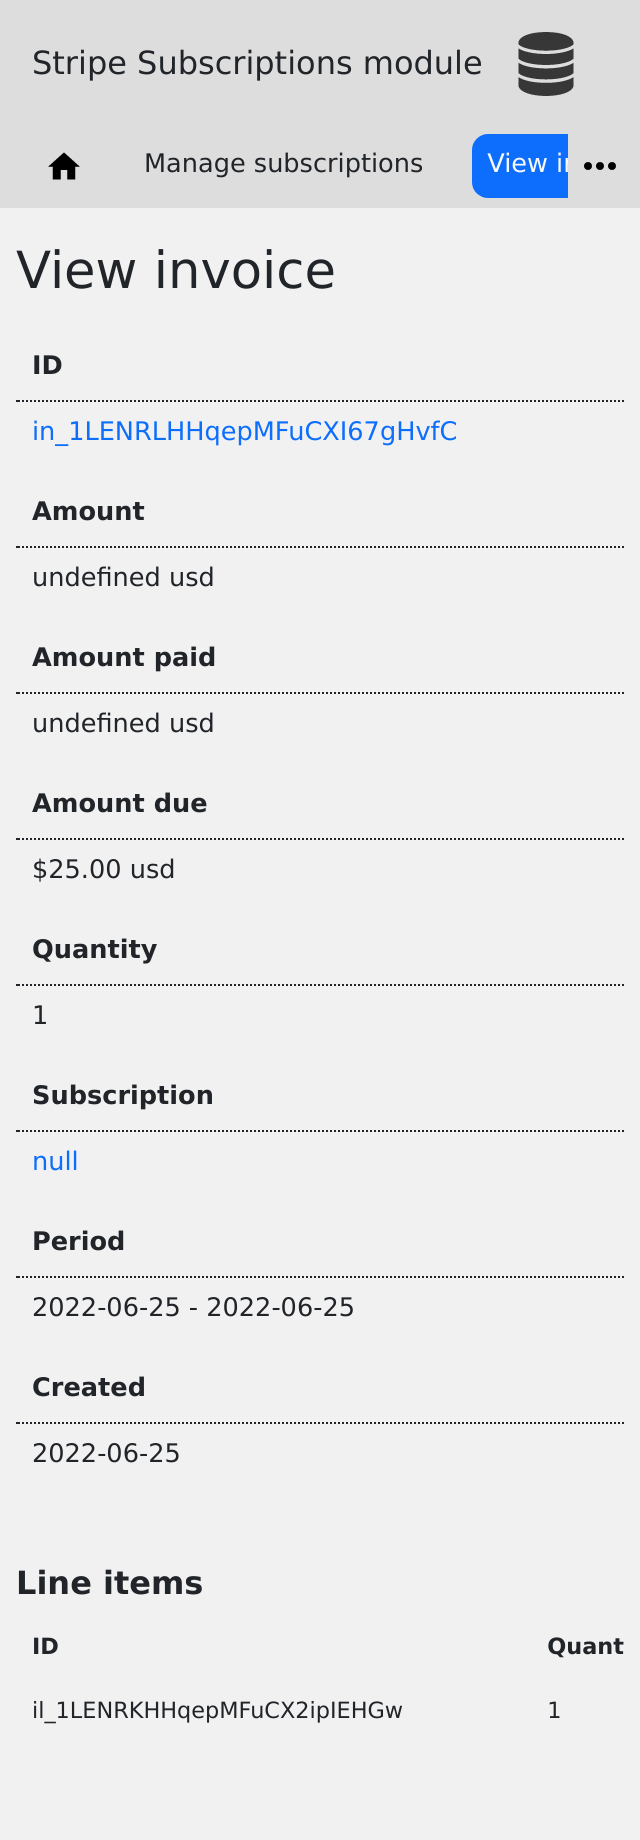 Stripe Subscriptions module
Manage subscriptions
View in
View invoice
ID
in_1LENRLHHqepMFuCXI67gHvfC
Amount
undefined usd
Amount paid
undefined usd
Amount due
$25.00 usd
Quantity
1
Subscription
null
Period
2022-06-25 - 2022-06-25
Created
2022-06-25
Line items
ID Quant
il_1LENRKHHqepMFuCX2ipIEHGw 1